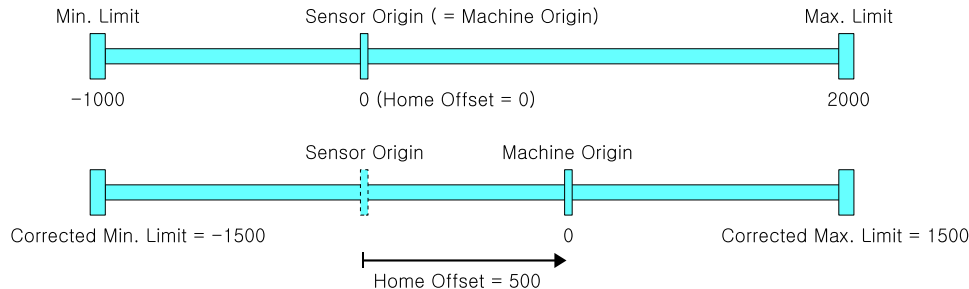 Min. Limit
Sensor Origin ( = Machine Origin)
Max. Limit
-1000
0 (Home Offset = 0)
2000
Sensor Origin
Machine Origin
Corrected Min. Limit = -1500
0
Corrected Max. Limit = 1500
Home Offset = 500